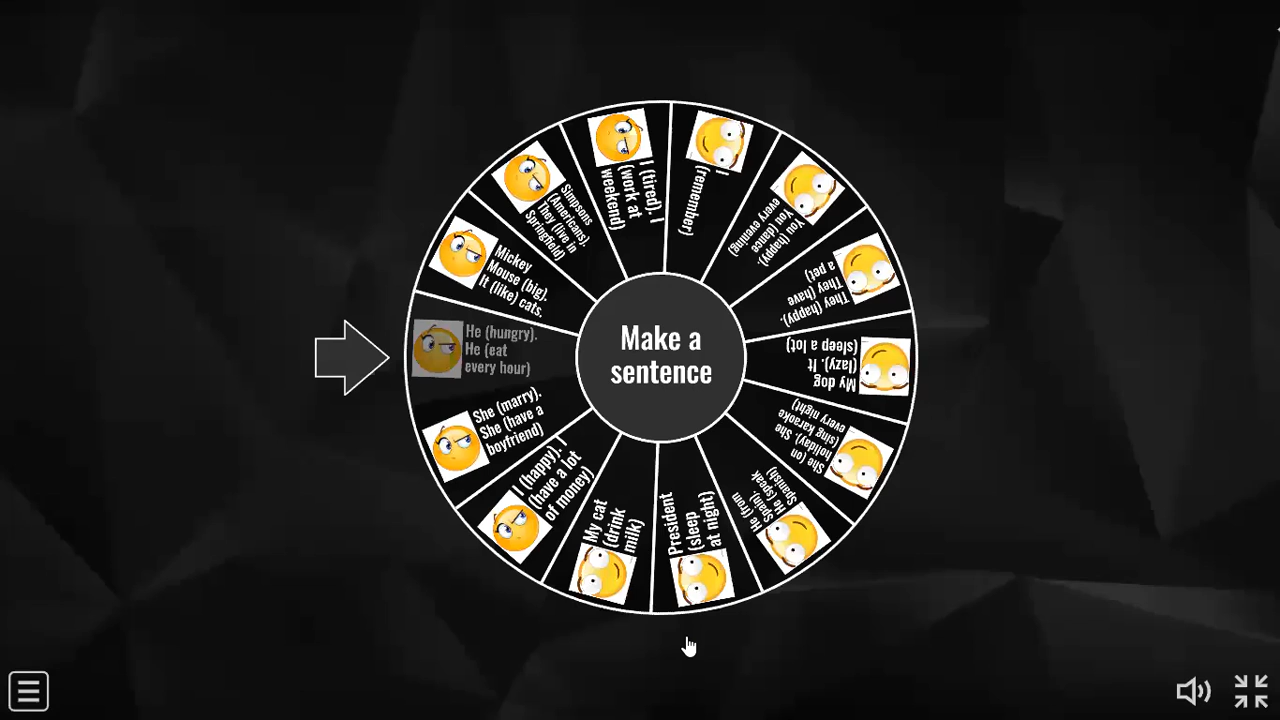 Make a
sentence
He (hungry).
He (eat
every hour)
Mickey
Mouse (big).
It (like) cats.
Simpsons
(Americans).
They (live in
Springfield)
I (tired). I
(work at
weekend)
I
(remember)
You (happy).
You (dance
every evening)
They (happy).
They (have
a pet)
My dog
(lazy). It
(sleep a lot)
She (on
holiday). She
(sing karaoke
every night)
He (from
Spain).
He (speak
Spanish)
President
(sleep
at night)
My cat
(drink
milk)
I (happy). I
(have a lot
of money)
She (marry).
She (have a
boyfriend)